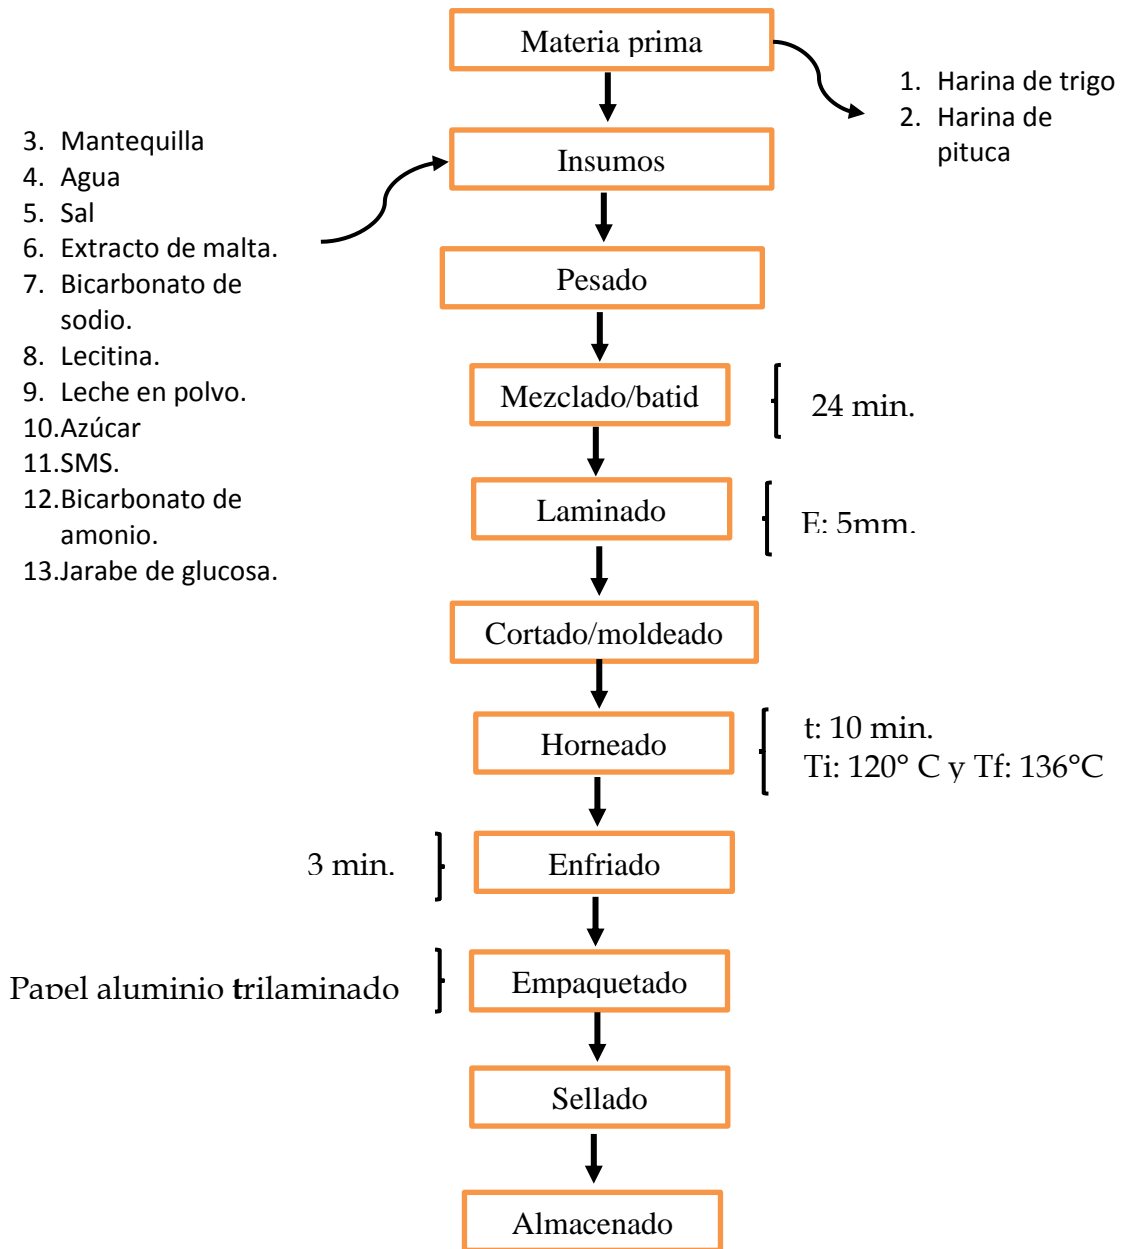 Materia prima
1. Harina de trigo
2. Harina de
pituca
3. Mantequilla
4. Agua
5. Sal
6. Extracto de malta.
7. Bicarbonato de
sodio.
8. Lecitina.
9. Leche en polvo.
10.Azúcar
11.SMS.
12.Bicarbonato de
amonio.
13.Jarabe de glucosa.
Insumos
Pesado
Mezclado/batid
24 min.
Laminado
E: 5mm.
Cortado/moldeado
Horneado
t: 10 min.
Ti: 120° C y Tf: 136°C
3 min.
Enfriado
Papel aluminio trilaminado
Empaquetado
Sellado
Almacenado